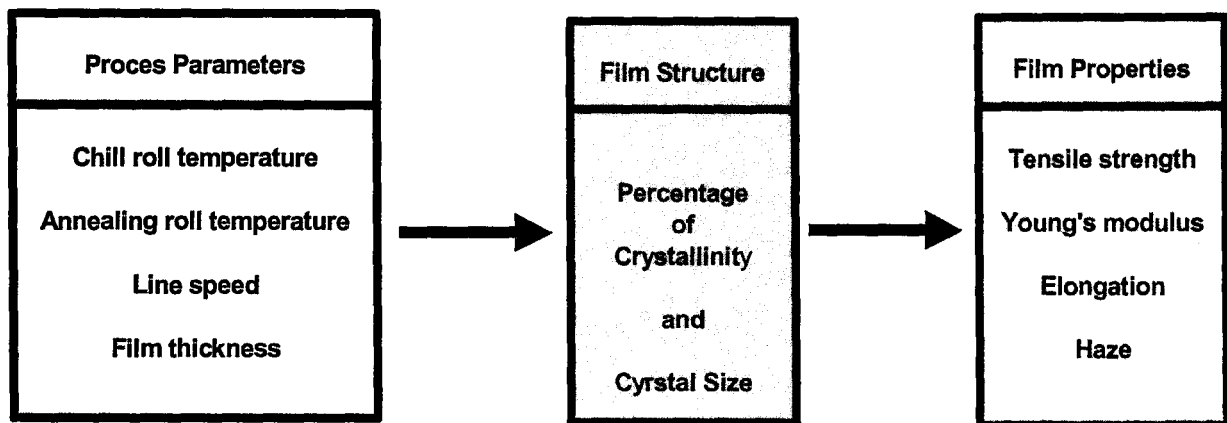 Proces Parameters
Chill roll temperature
Annealing roll temperature
Line speed
Film thickness
Film Structure
Percentage
of
Crystallinity
and
Cyrstal Size
Film Properties
Tensile strength
Young's modulus
Elongation
Haze